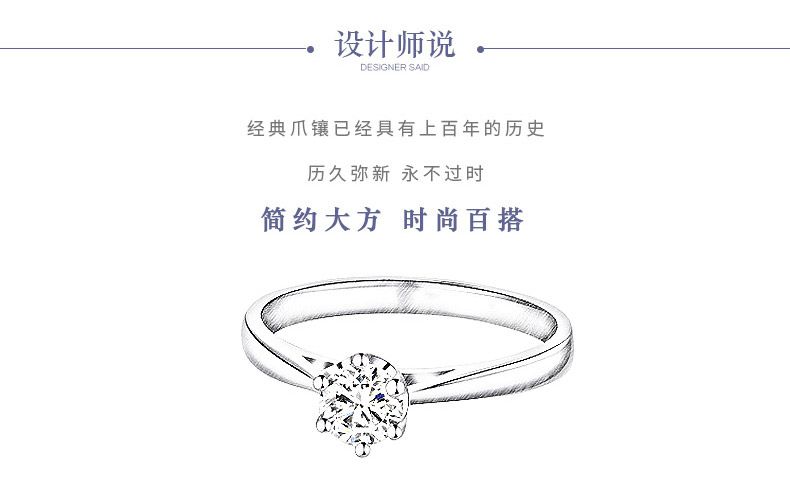 设计师说
DESIGNER SAID
经典爪镶已经具有上百年的历史
历久弥新 永不过时
简约大方 时尚百搭